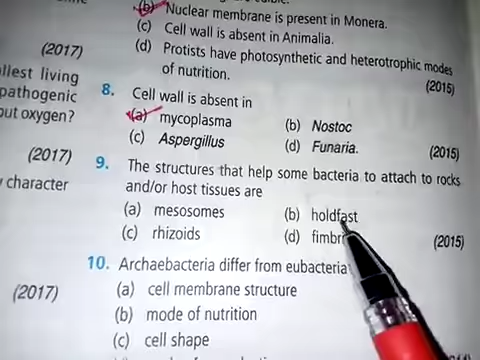 (b) Nuclear membrane is present in Monera.
(c) Cell wall is absent in Animalia.
(d) Protists have photosynthetic and heterotrophic modes
of nutrition.
(2015)
(2017)
living
pathogenic
oxygen?
(2017)
character
(2017)
8. Cell wall is absent in
(a) mycoplasma
(b) Nostoc
(c) Aspergillus
(d) Funaria.
(2015)
9. The structures that help some bacteria to attach to rocks
and/or host tissues are
(a) mesosomes
(b) holdfast
(c) rhizoids
(d)
(2015)
10. Archaebacteria differ from eubacteria
(a) cell membrane structure
(b) mode of nutrition
(c) cell shape